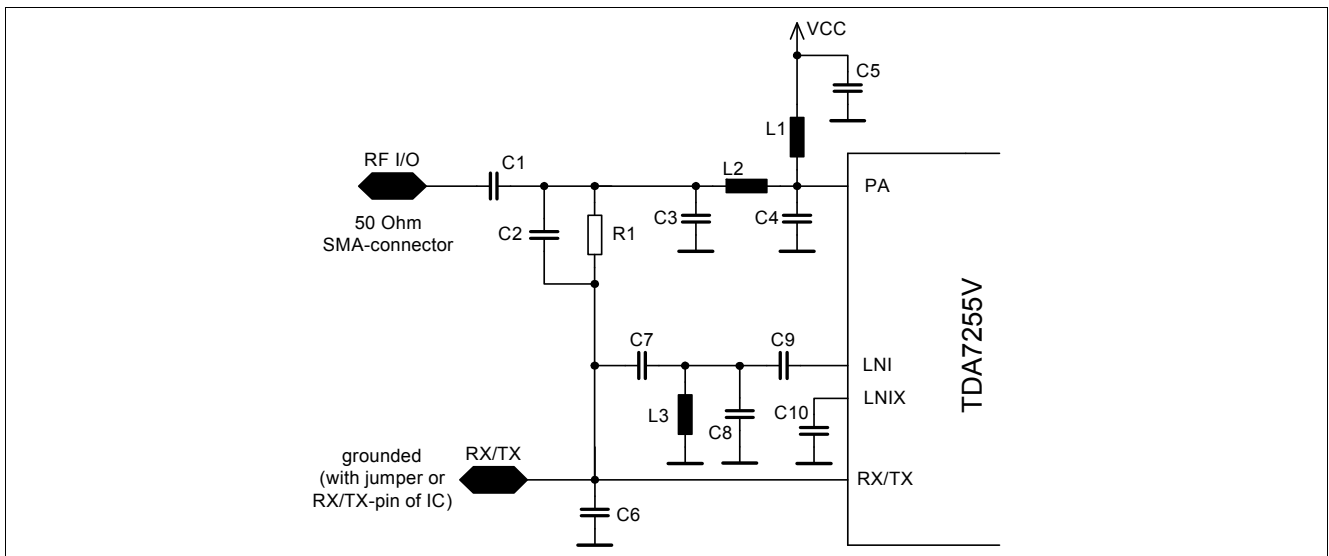 VCC
C5
L1
RF I/O
C1
L2
PA
50 Ohm
SMA-connector
C2
R1
C3
C4
TDA7255V
C7
C9
LNI
LNIX
L3
C8
C10
grounded
(with jumper or
RX/TX-pin of IC)
RX/TX
RX/TX
C6